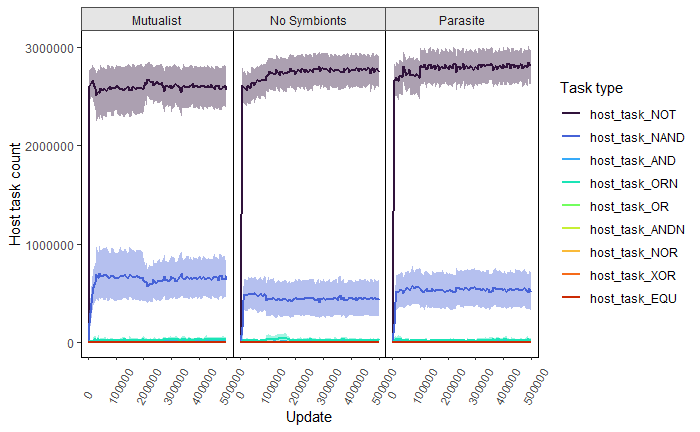 Mutualist
No Symbionts
Parasite
Host task count
3000000
2000000
1000000
0
0
100000
200000
300000
400000
500000
0
100000
200000
300000
400000
500000
0
100000
200000
300000
400000
500000
Update
Task type
host_task_NOT
host_task_NAND
host_task_AND
host_task_ORN
host_task_OR
host_task_ANDN
host_task_NOR
host_task_XOR
host_task_EQU